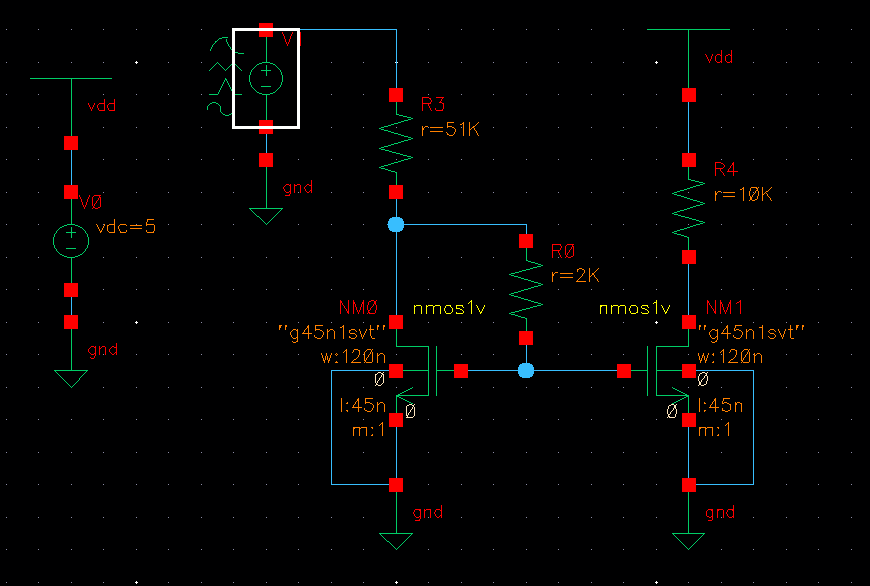 vdd
V0
vdc=5
gnd
V1
gnd
R3
r=51K
R0
r=2K
vdd
R4
r=10K
NM0
nmos1v
"g45n1svt"
w:120n
0
l:45n
0
m:1
gnd
nmos1v
NM1
"g45n1svt"
w:120n
0
l:45n
0
m:1
gnd